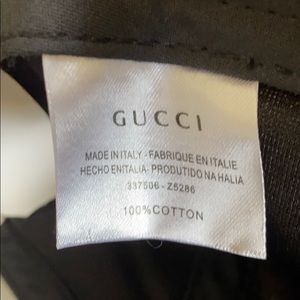 GUCCI
MADE IN ITALY - FABRIQUE EN ITALIE
HECHO ENITALIA - PRODUTIDO NA HALIA
337506 - Z5286
100%COTTON